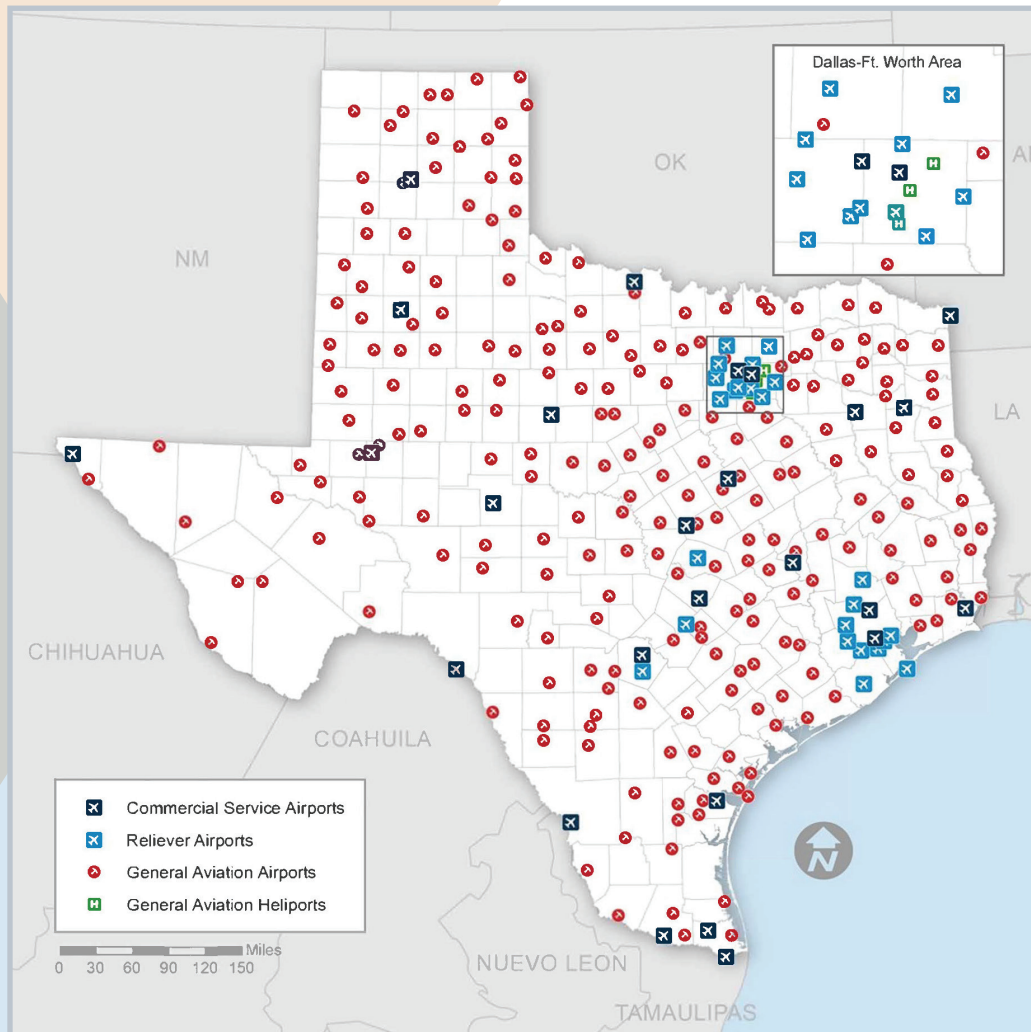 Dallas-Ft. Worth Area
OK
NM
LA
CHIHUAHUA
COAHUILA
Commercial Service Airports
Reliever Airports
General Aviation Airports
H General Aviation Heliports
Miles
0 30 60 90 120 150
N
NUEVO LEON
TAMAULIPAS